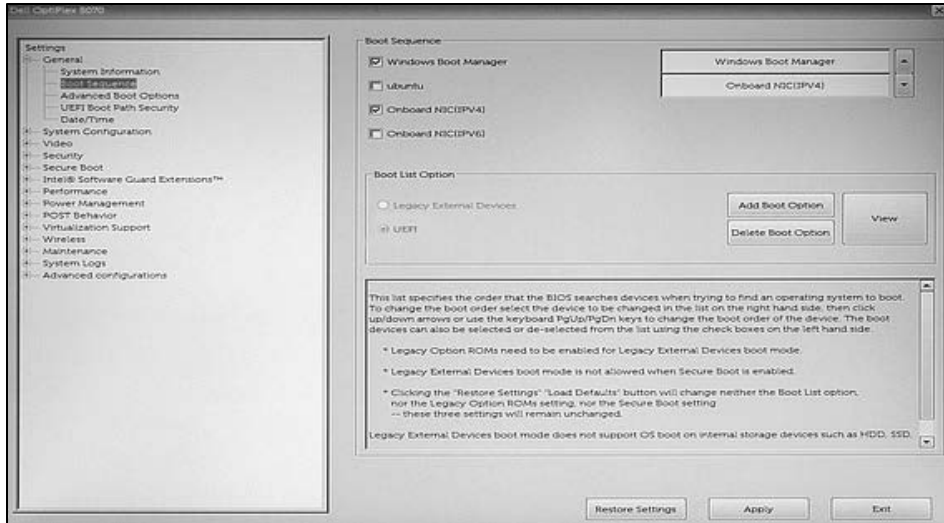 Dell OptiPlex 5070
Settings
General
System Information
Boot Sequence
Advanced Boot Options
UEFI Boot Path Security
Date/Time
System Configuration
Video
Security
Secure Boot
Intel® Software Guard Extensions™
Performance
Power Management
POST Behavior
Virtualization Support
Wireless
Maintenance
System Logs
Advanced configurations
Boot Sequence
Windows Boot Manager
ubuntu
Onboard NIC(IPV4)
Onboard NIC(IPV6)
Windows Boot Manager
Onboard NIC(IPV4)
Boot List Option
Legacy External Devices
UEFI
Add Boot Option
Delete Boot Option
View
This list specifies the order that the BIOS searches devices when trying to find an operating system to boot.
To change the boot order select the device to be changed in the list on the right hand side, then click
up/down arrows or use the keyboard PgUp/PgDn keys to change the boot order of the device. The boot
devices can also be selected or de-selected from the list using the check boxes on the left hand side.
* Legacy Option ROMs need to be enabled for Legacy External Devices boot mode.
* Legacy External Devices boot mode is not allowed when Secure Boot is enabled.
* Clicking the "Restore Settings" "Load Defaults" button will change neither the Boot List option,
nor the Legacy Option ROMs setting, nor the Secure Boot setting
-- these three settings will remain unchanged.
Legacy External Devices boot mode does not support OS boot on internal storage devices such as HDD, SSD,
Restore Settings
Apply
Exit